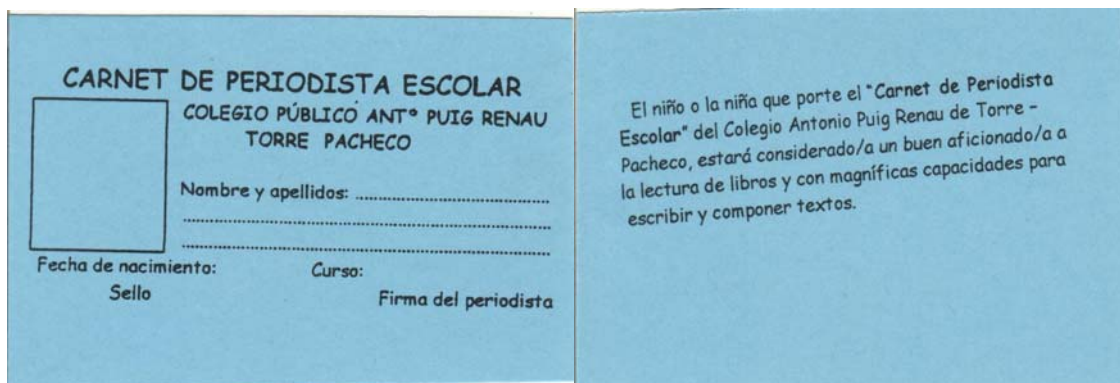 CARNET DE PERIODISTA ESCOLAR
COLEGIO PÚBLICO ANTº PUIG RENAU
TORRE PACHECO
Nombre y apellidos: ........................................
................................................................................
................................................................................
Fecha de nacimiento: Curso:
Sello
Firma del periodista
El niño o la niña que porte el "Carnet de Periodista
Escolar" del Colegio Antonio Puig Renau de Torre -
Pacheco, estará considerado/a un buen aficionado/a a
la lectura de libros y con magníficas capacidades para
escribir y componer textos.